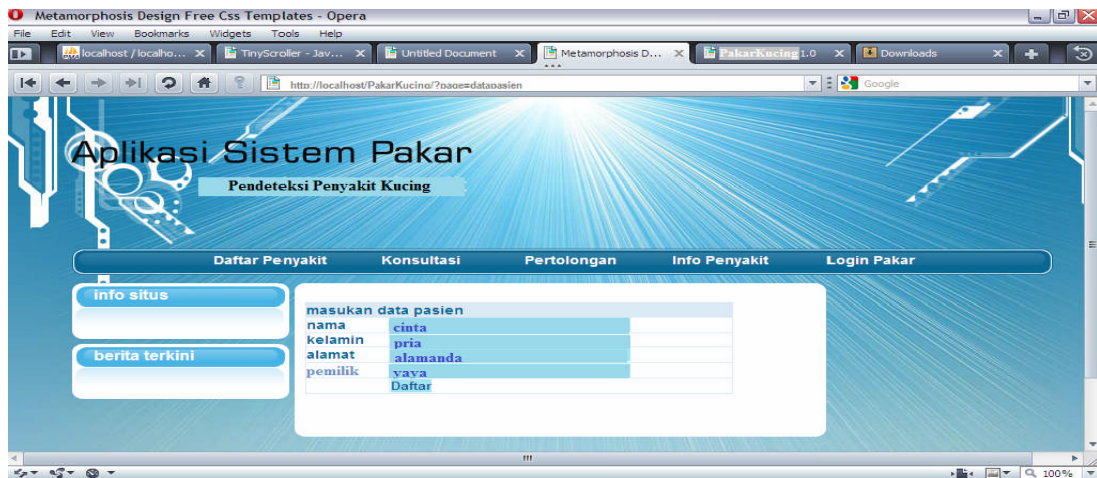 Metamorphosis Design Free Css Templates - Opera
File Edit View Bookmarks Widgets Tools Help
localhost / localho... TinyScroller - Jav... Untitled Document Metamorphosis D... PakarKucing 1.0 Downloads
http://localhost/PakarKucing/?page=datapasien Google
Aplikasi Sistem Pakar
Pendeteksi Penyakit Kucing
Daftar Penyakit Konsultasi Pertolongan Info Penyakit Login Pakar
info situs
berita terkini
masukan data pasien
nama cinta
kelamin pria
alamat alamanda
pemilik yaya
Daftar
100%